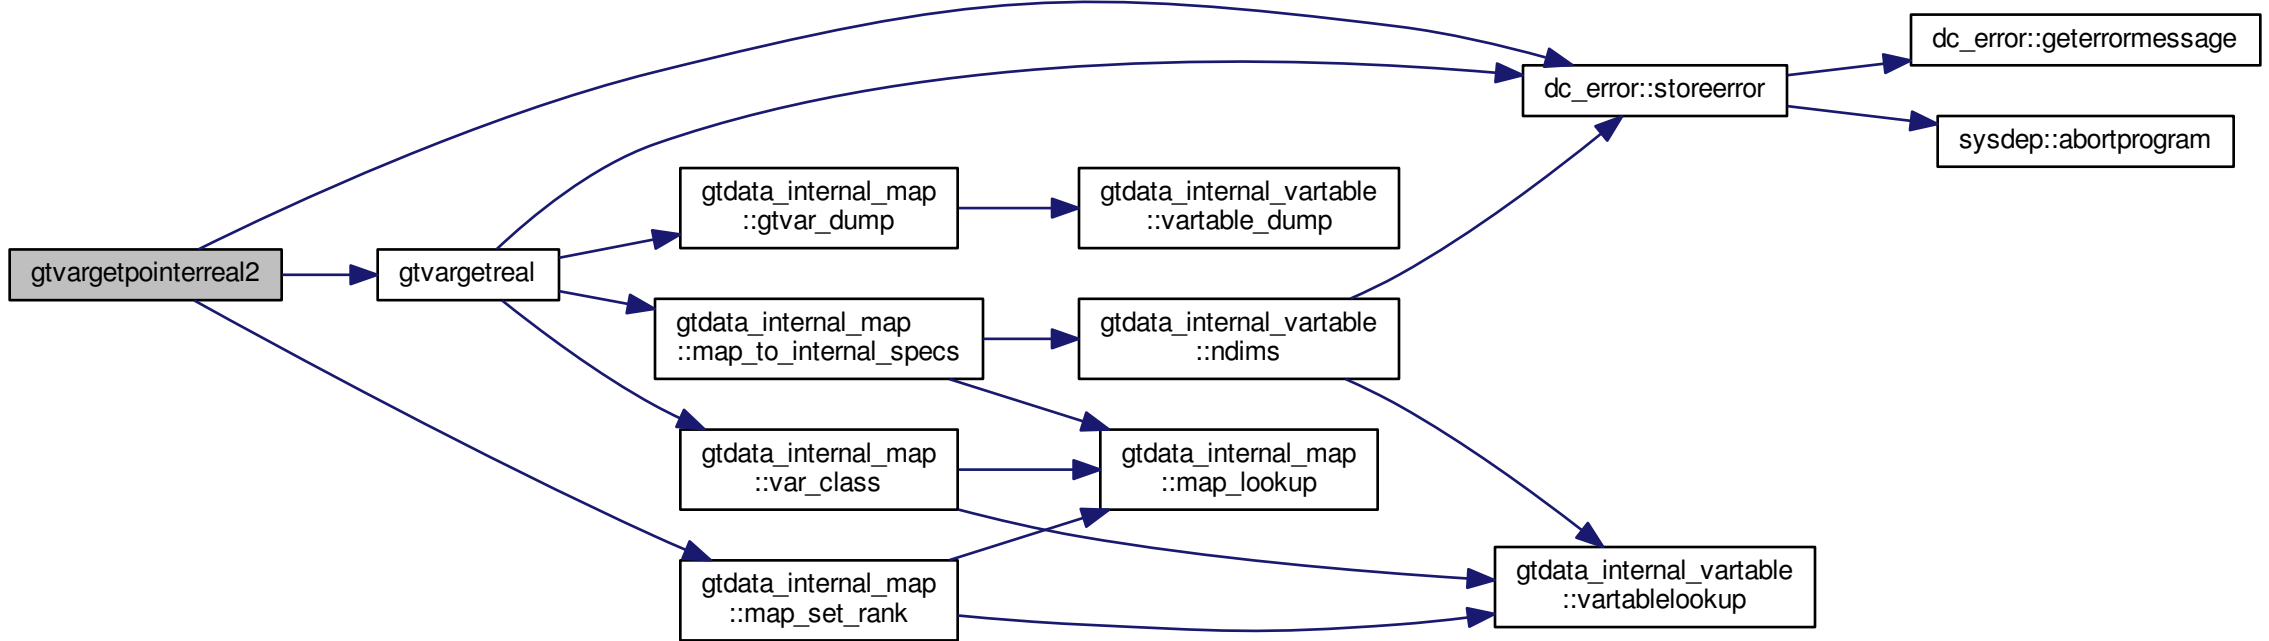 gtvargetpointerreal2
gtvargetreal
gtdata_internal_map
::gtvar_dump
gtdata_internal_map
::map_to_internal_specs
gtdata_internal_map
::var_class
gtdata_internal_map
::map_set_rank
gtdata_internal_vartable
::vartable_dump
gtdata_internal_vartable
::ndims
gtdata_internal_map
::map_lookup
dc_error::storeerror
gtdata_internal_vartable
::vartablelookup
dc_error::geterrormessage
sysdep::abortprogram